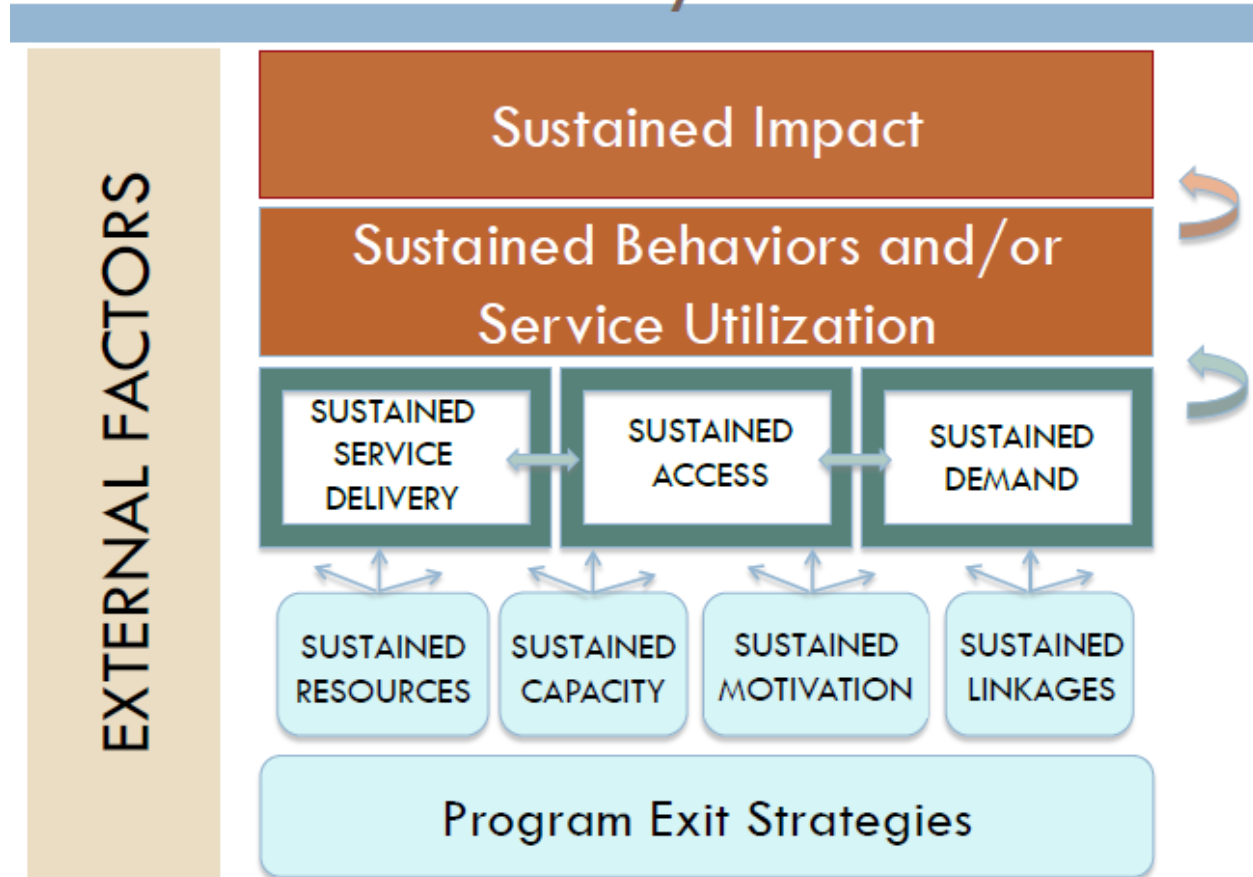 EXTERNAL FACTORS
Sustained Impact
Sustained Behaviors and/or
Service Utilization
SUSTAINED
SERVICE
DELIVERY
SUSTAINED
ACCESS
SUSTAINED
DEMAND
SUSTAINED
RESOURCES
SUSTAINED
CAPACITY
SUSTAINED
MOTIVATION
SUSTAINED
LINKAGES
Program Exit Strategies